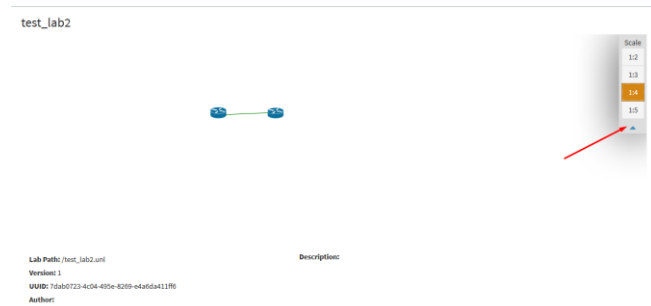 test_lab2
Scale
1:2
1:3
1:4
1:5
Lab Path: /test_lab2.unl
Description:
Version: 1
UUID: 7dab0723-4c04-495e-8269-e4a6da411ff6
Author: